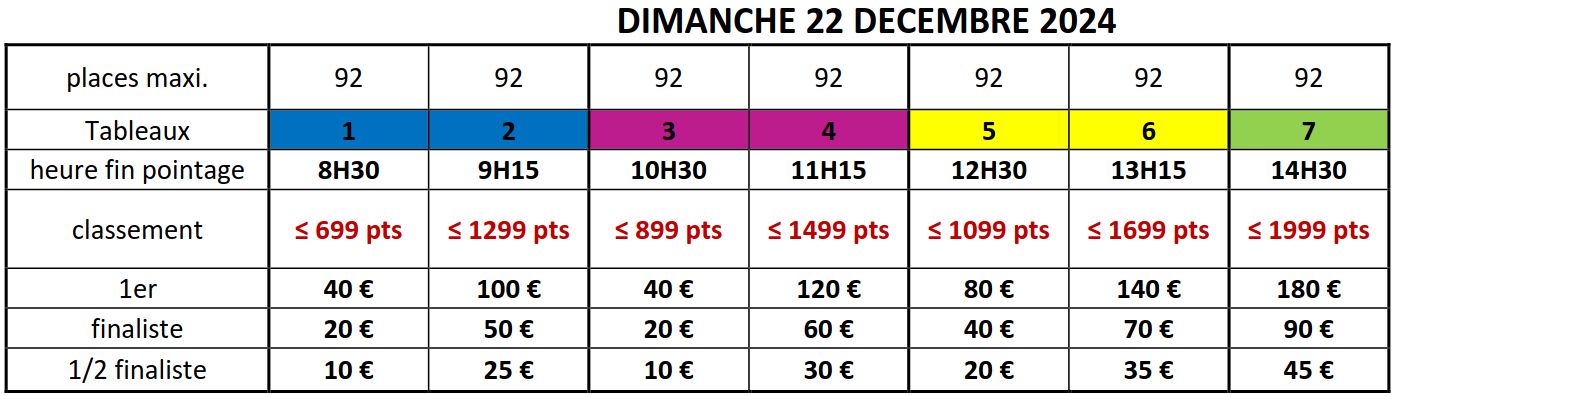 DIMANCHE 22 DECEMBRE 2024
places maxi. 92 92 92 92 92 92 92
Tableaux 1 2 3 4 5 6 7
heure fin pointage 8H30 9H15 10H30 11H15 12H30 13H15 14H30
classement ≤ 699 pts ≤ 1299 pts ≤ 899 pts ≤ 1499 pts ≤ 1099 pts ≤ 1699 pts ≤ 1999 pts
1er 40 € 100 € 40 € 120 € 80 € 140 € 180 €
finaliste 20 € 50 € 20 € 60 € 40 € 70 € 90 €
1/2 finaliste 10 € 25 € 10 € 30 € 20 € 35 € 45 €